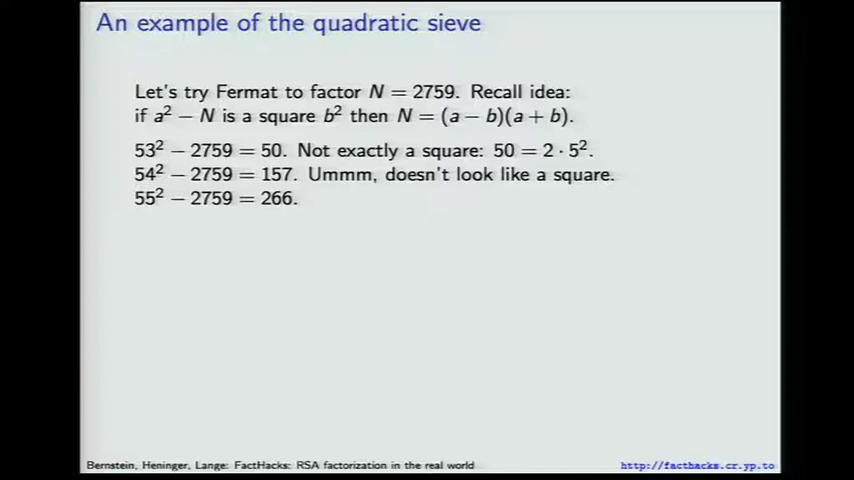 An example of the quadratic sieve
Let's try Fermat to factor N = 2759. Recall idea:
if a² − N is a square b² then N = (a − b)(a + b).
53² − 2759 = 50. Not exactly a square: 50 = 2 · 5².
54² − 2759 = 157. Ummm, doesn't look like a square.
55² − 2759 = 266.
Bernstein, Heninger, Lange: FactHacks: RSA factorization in the real world
http://facthacks.cr.yp.to